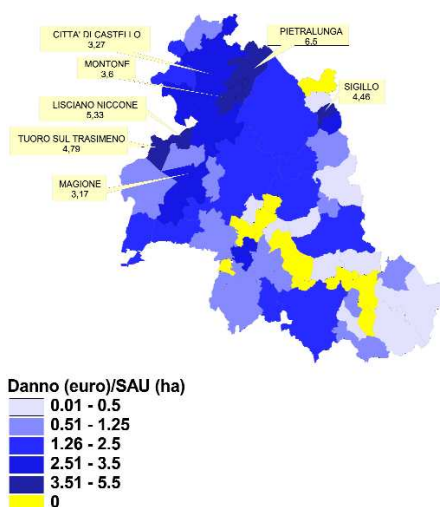 CITTA' DI CASTELLO
3,27
PIETRALUNGA
6,5
MONTONE
3,6
SIGILLO
4,46
LISCIANO NICCONE
5,33
TUORO SUL TRASIMENO
4,79
MAGIONE
3,17
Danno (euro)/SAU (ha)
0.01 - 0.5
0.51 - 1.25
1.26 - 2.5
2.51 - 3.5
3.51 - 5.5
0